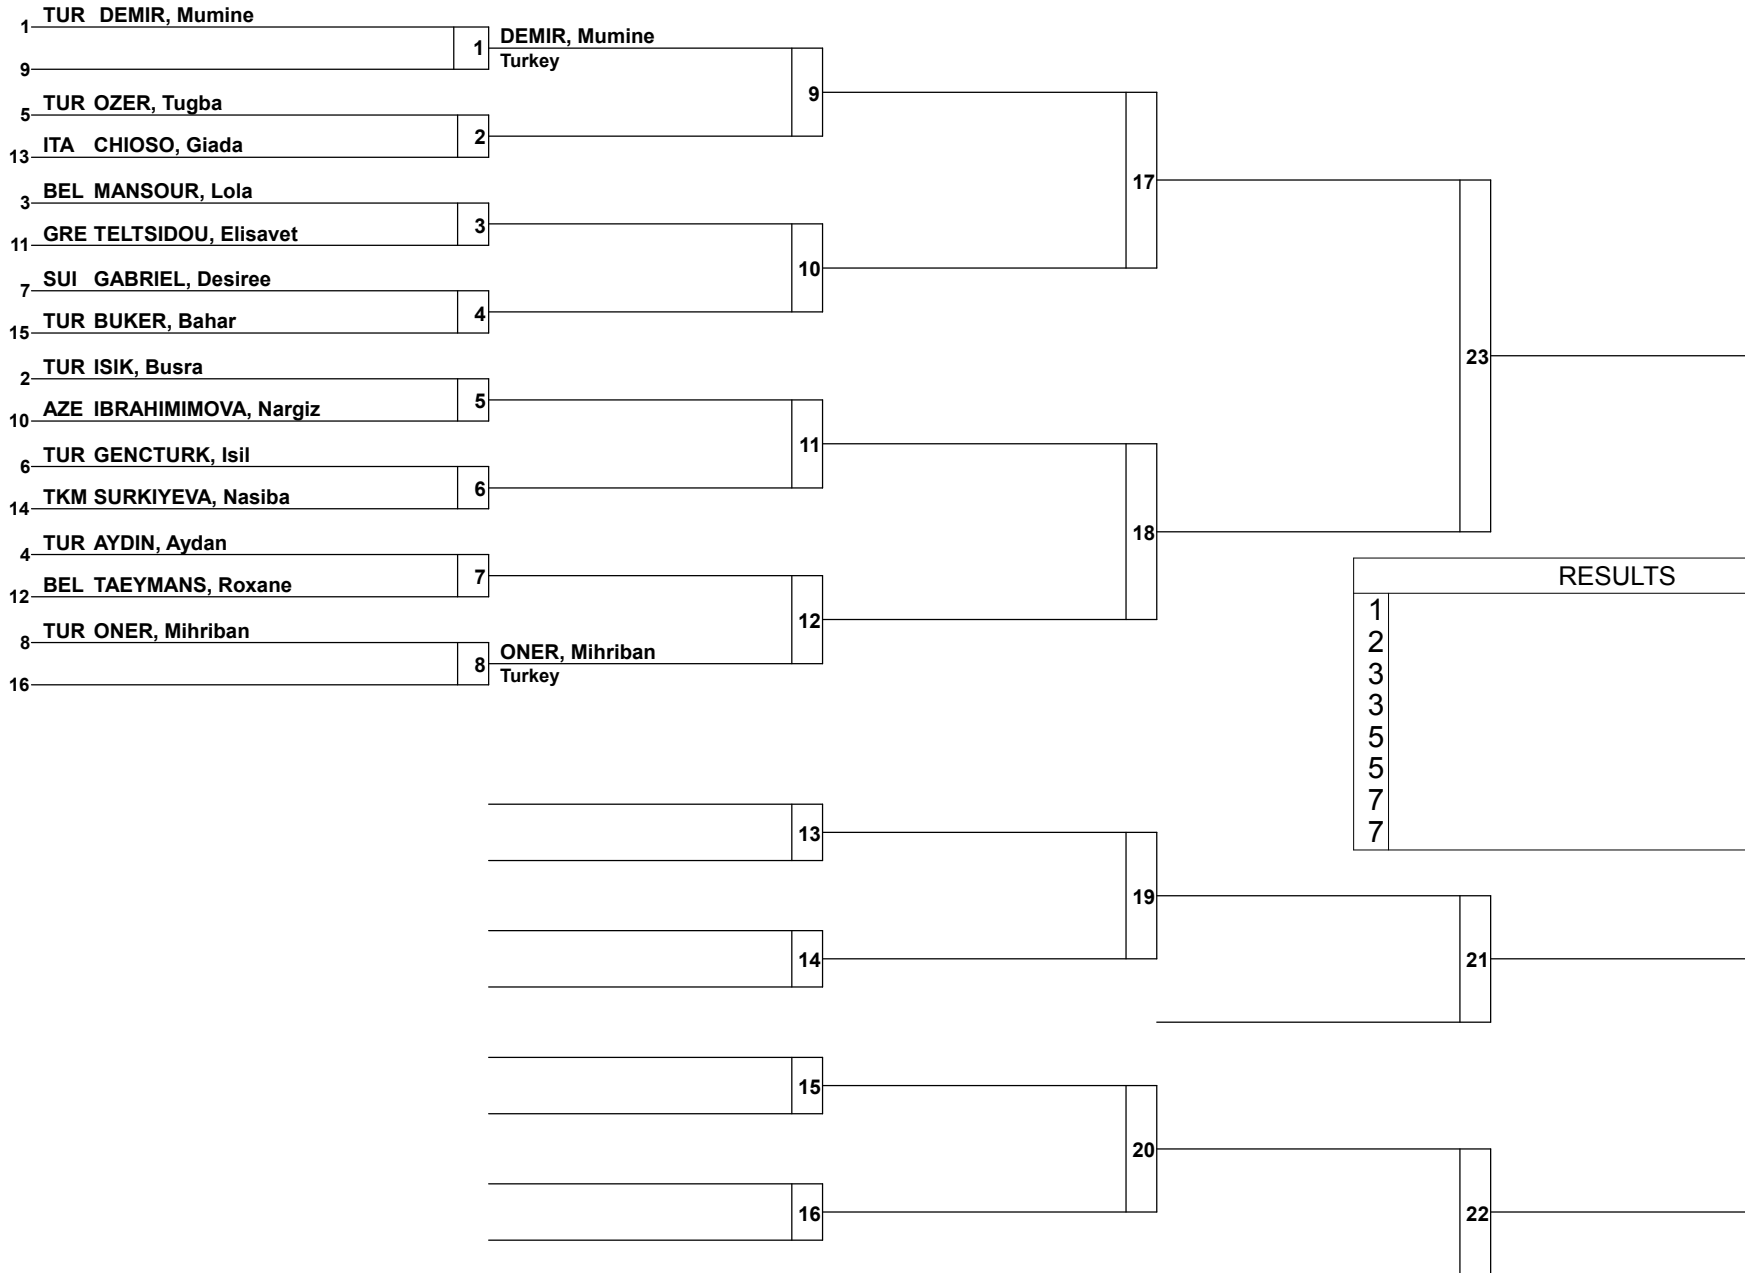 1 TUR DEMIR, Mumine
9
1 DEMIR, Mumine
Turkey
5 TUR OZER, Tugba
13 ITA CHIOSO, Giada
2
9
3 BEL MANSOUR, Lola
11 GRE TELTSIDOU, Elisavet
3
7 SUI GABRIEL, Desiree
15 TUR BUKER, Bahar
4
10
17
2 TUR ISIK, Busra
10 AZE IBRAHIMIMOVA, Nargiz
5
6 TUR GENCTURK, Isil
14 TKM SURKIYEVA, Nasiba
6
11
4 TUR AYDIN, Aydan
12 BEL TAEYMANS, Roxane
7
8 TUR ONER, Mihriban
16
8 ONER, Mihriban
Turkey
12
18
23
RESULTS
1
2
3
3
5
5
7
7
13
14
19
21
15
16
20
22